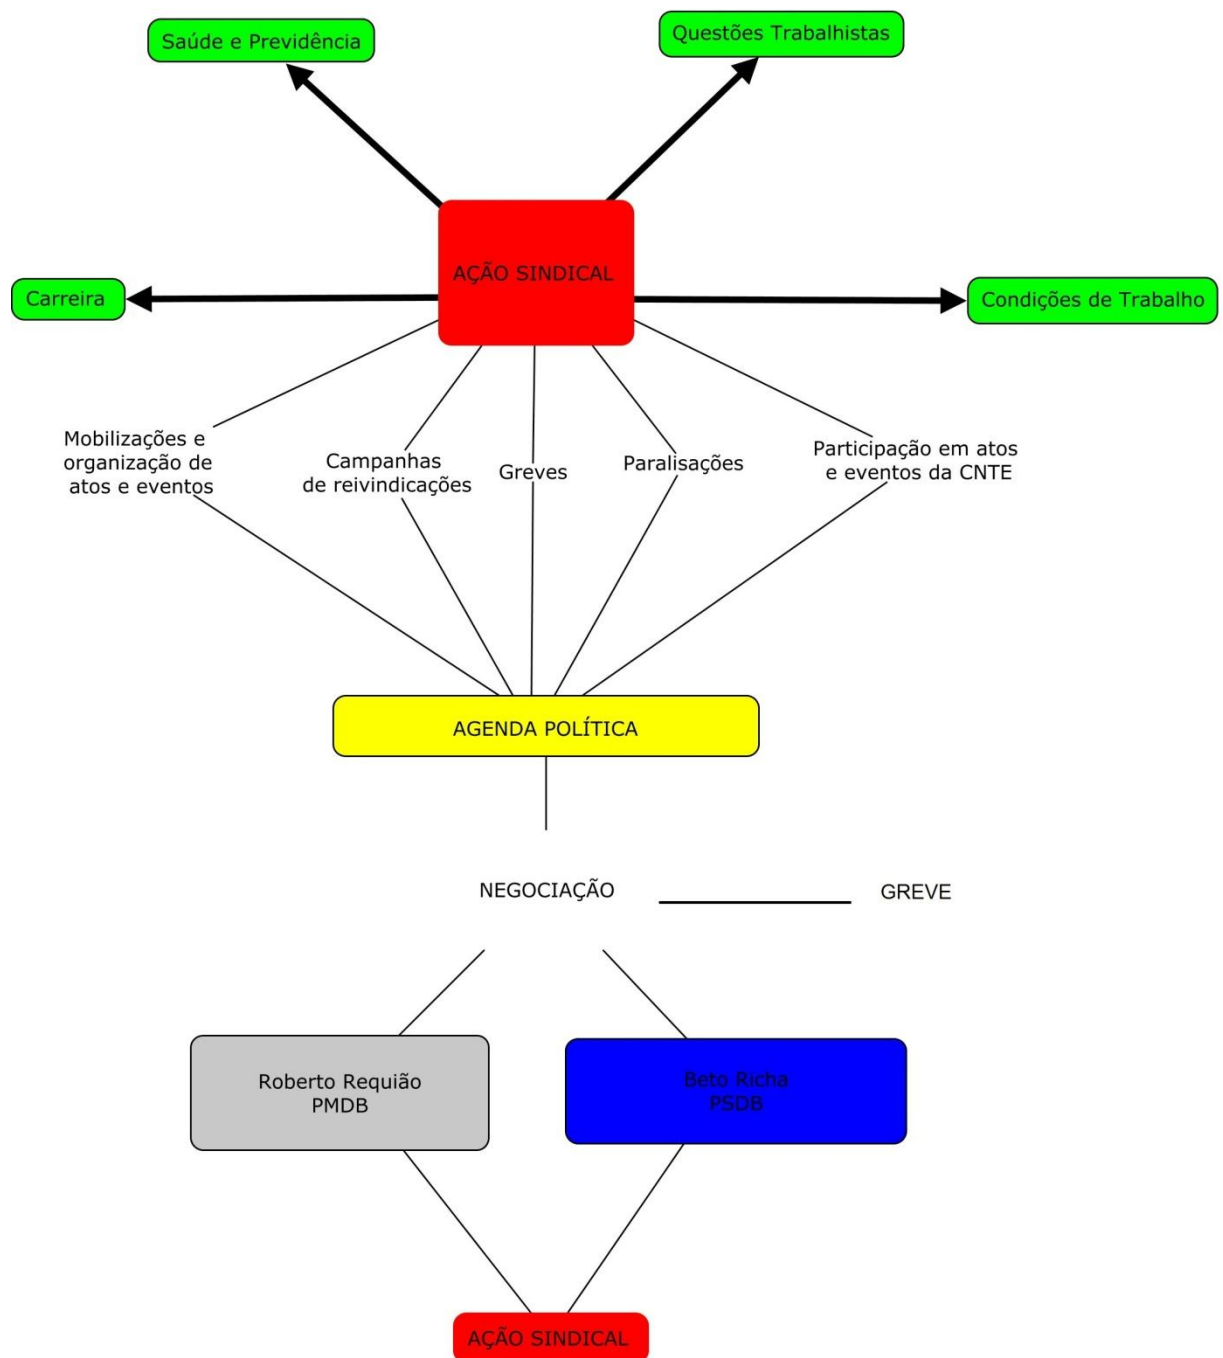 Saúde e Previdência
Questões Trabalhistas
AÇÃO SINDICAL
Carreira
Condições de Trabalho
Mobilizações e
organização de
atos e eventos
Campanhas
de reivindicações
Greves
Paralisações
Participação em atos
e eventos da CNTE
AGENDA POLÍTICA
NEGOCIAÇÃO
GREVE
Roberto Requião
PMDB
Beto Richa
PSDB
AÇÃO SINDICAL